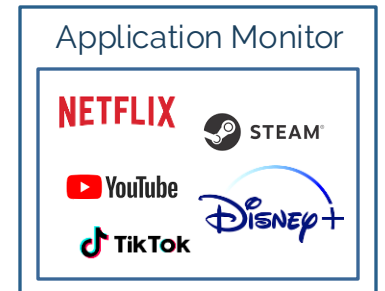 Application Monitor
NETFLIX
STEAM®
YouTube
Disney+
TikTok